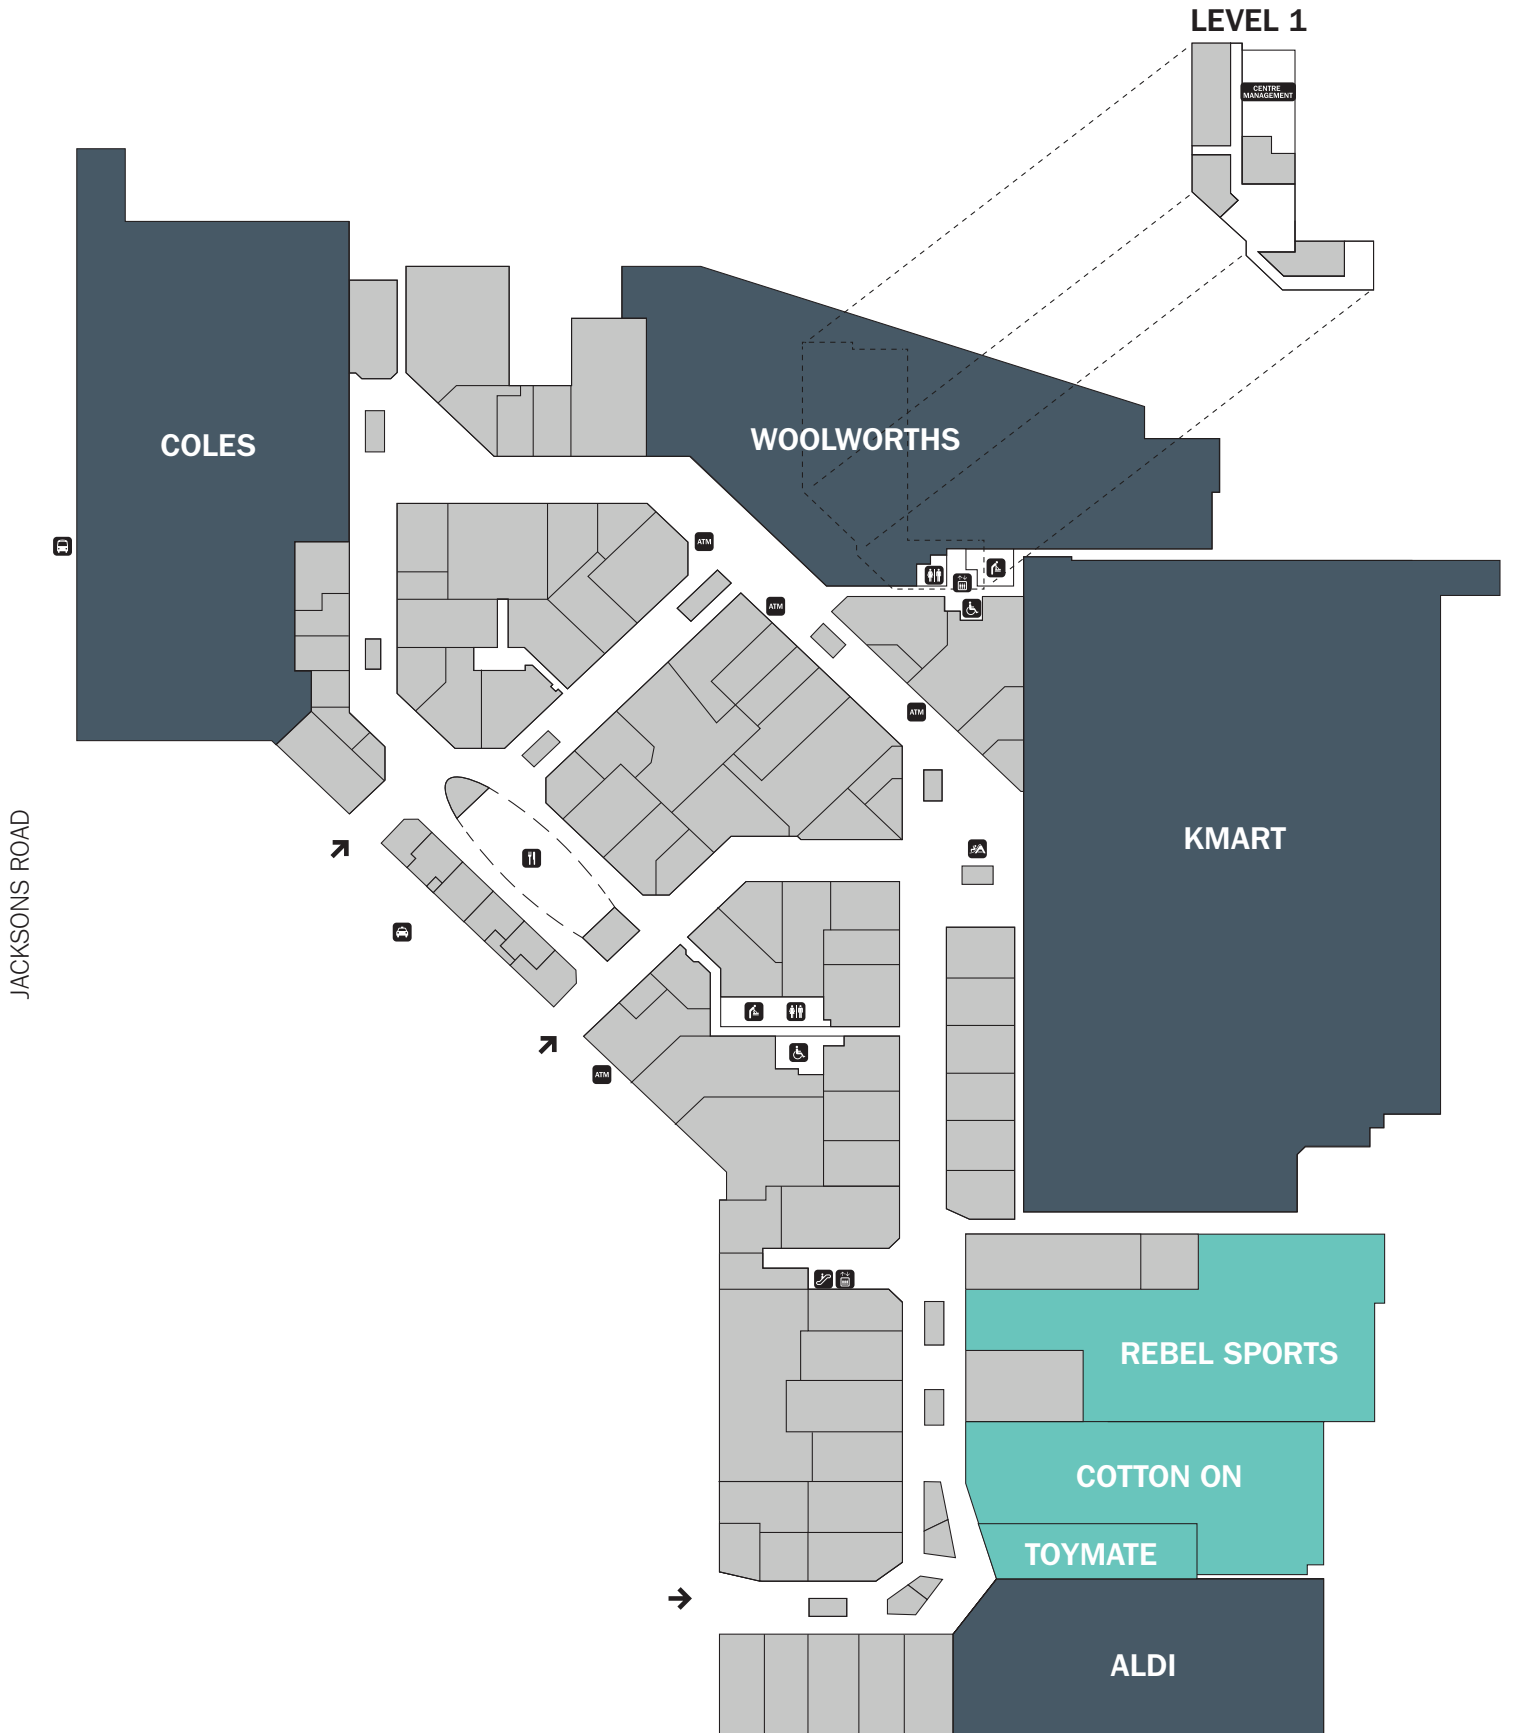 LEVEL 1
CENTRE
MANAGEMENT
COLES
WOOLWORTHS
ATM
ATM
ATM
KMART
JACKSONS ROAD
ATM
REBEL SPORTS
COTTON ON
TOYMATE
ALDI